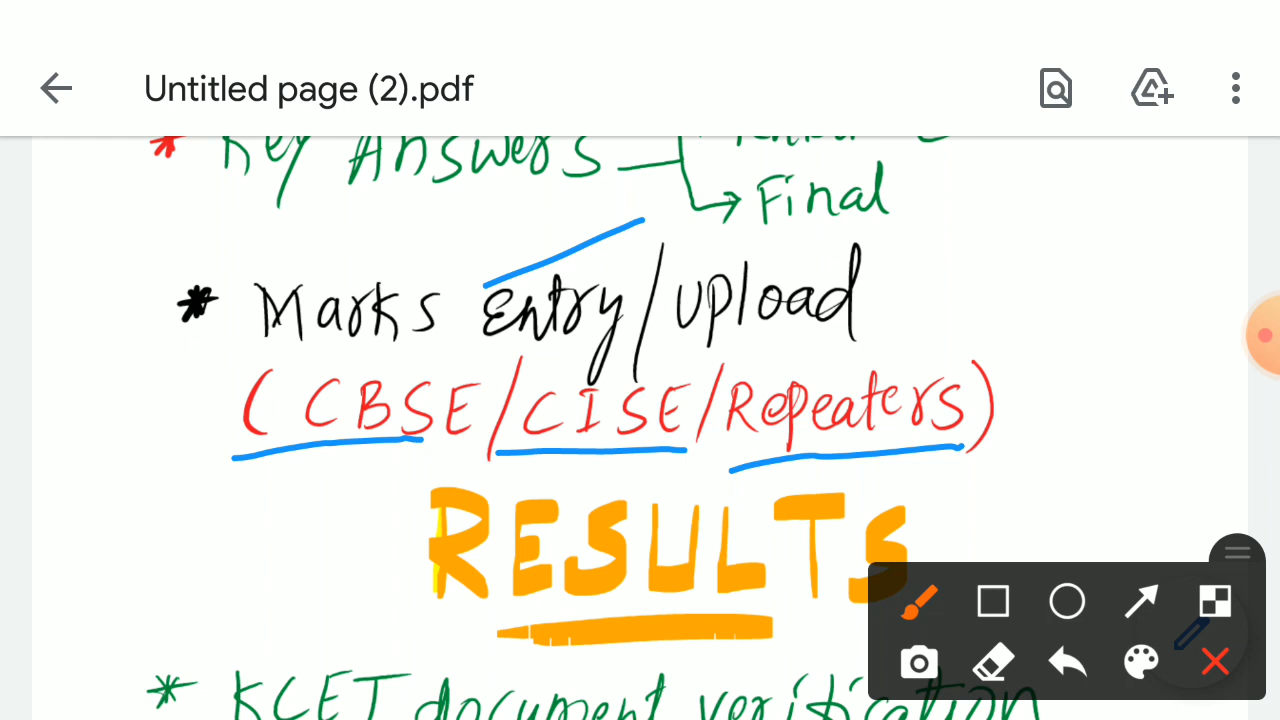 Untitled page (2).pdf
* Key Answers
→ Final
* Marks Entry/Upload
( CBSE/CISE/Repeaters)
RESULTS
* KCET document verification